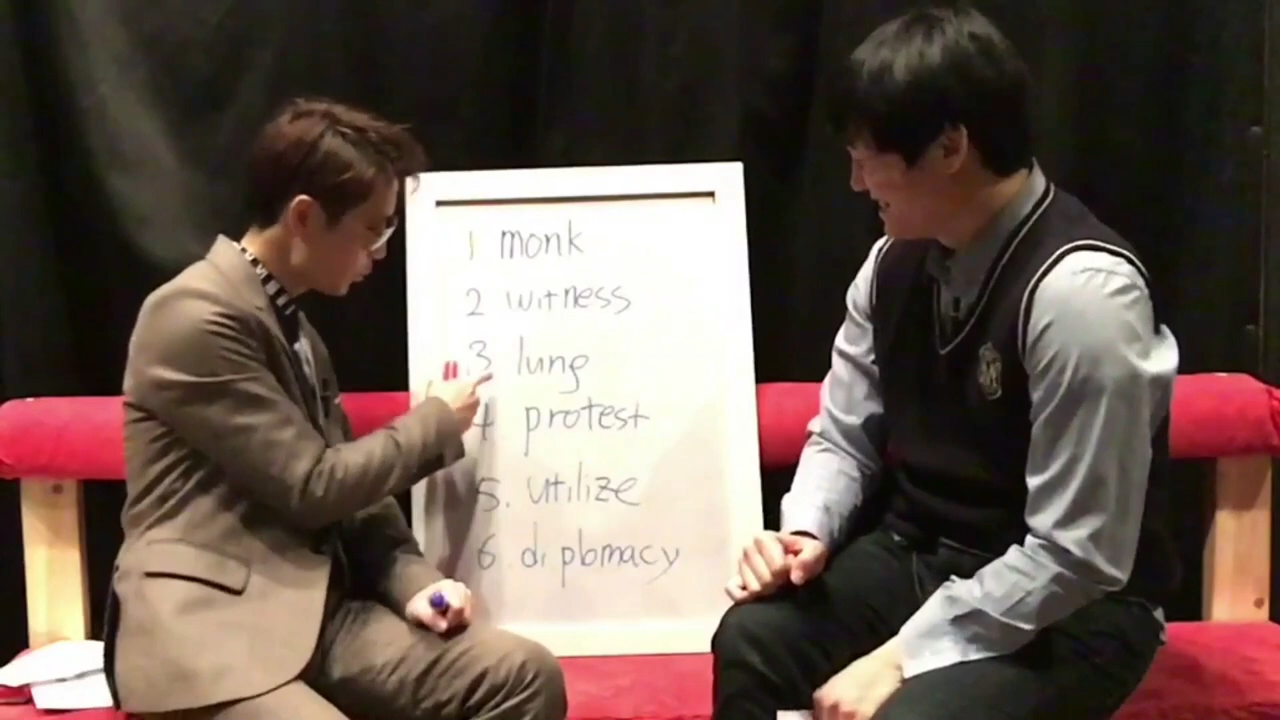 1 monk
2 witness
3 lung
4 protest
5. utilize
6 diplomacy